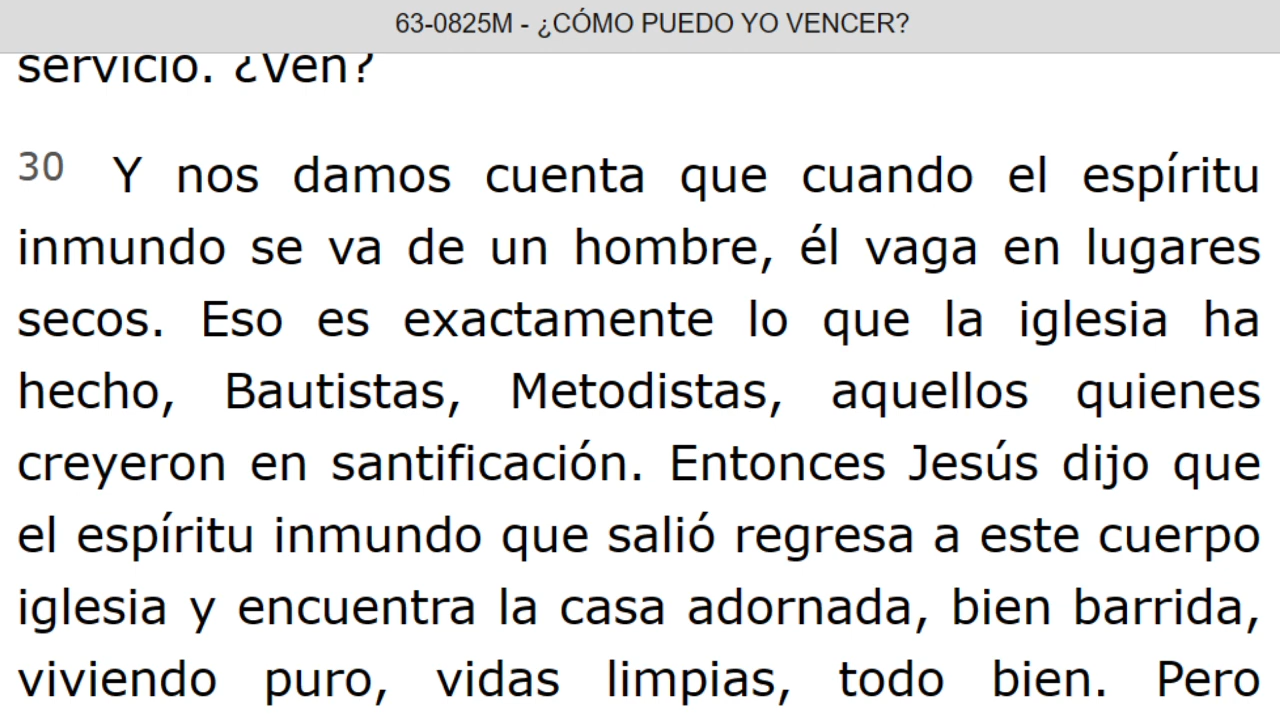 63-0825M - ¿CÓMO PUEDO YO VENCER?
servicio. ¿Ven?
30 Y nos damos cuenta que cuando el espíritu
inmundo se va de un hombre, él vaga en lugares
secos. Eso es exactamente lo que la iglesia ha
hecho, Bautistas, Metodistas, aquellos quienes
creyeron en santificación. Entonces Jesús dijo que
el espíritu inmundo que salió regresa a este cuerpo
iglesia y encuentra la casa adornada, bien barrida,
viviendo puro, vidas limpias, todo bien. Pero